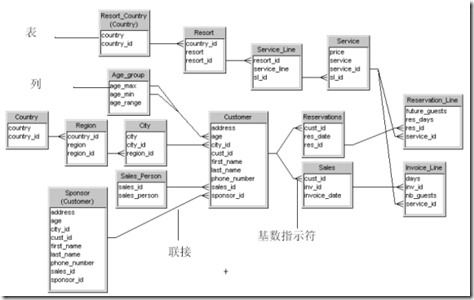 表
列
联接
基数指示符
Resort_Country
(Country)
country
country_id
Resort
country_id
resort
resort_id
Service_Line
resort_id
service_line
sl_id
Service
price
service
service_id
sl_id
Age_group
age_max
age_min
age_range
Country
country
country_id
Region
country_id
region
region_id
City
city
city_id
region_id
Customer
address
age
city_id
cust_id
first_name
last_name
phone_number
sales_id
sponsor_id
Reservations
cust_id
res_date
res_id
Reservation_Line
future_guests
res_days
res_id
service_id
Sponsor
(Customer)
address
age
city_id
cust_id
first_name
last_name
phone_number
sales_id
sponsor_id
Sales_Person
sales_id
sales_person
Sales
cust_id
inv_id
invoice_date
Invoice_Line
days
inv_id
nb_guests
service_id